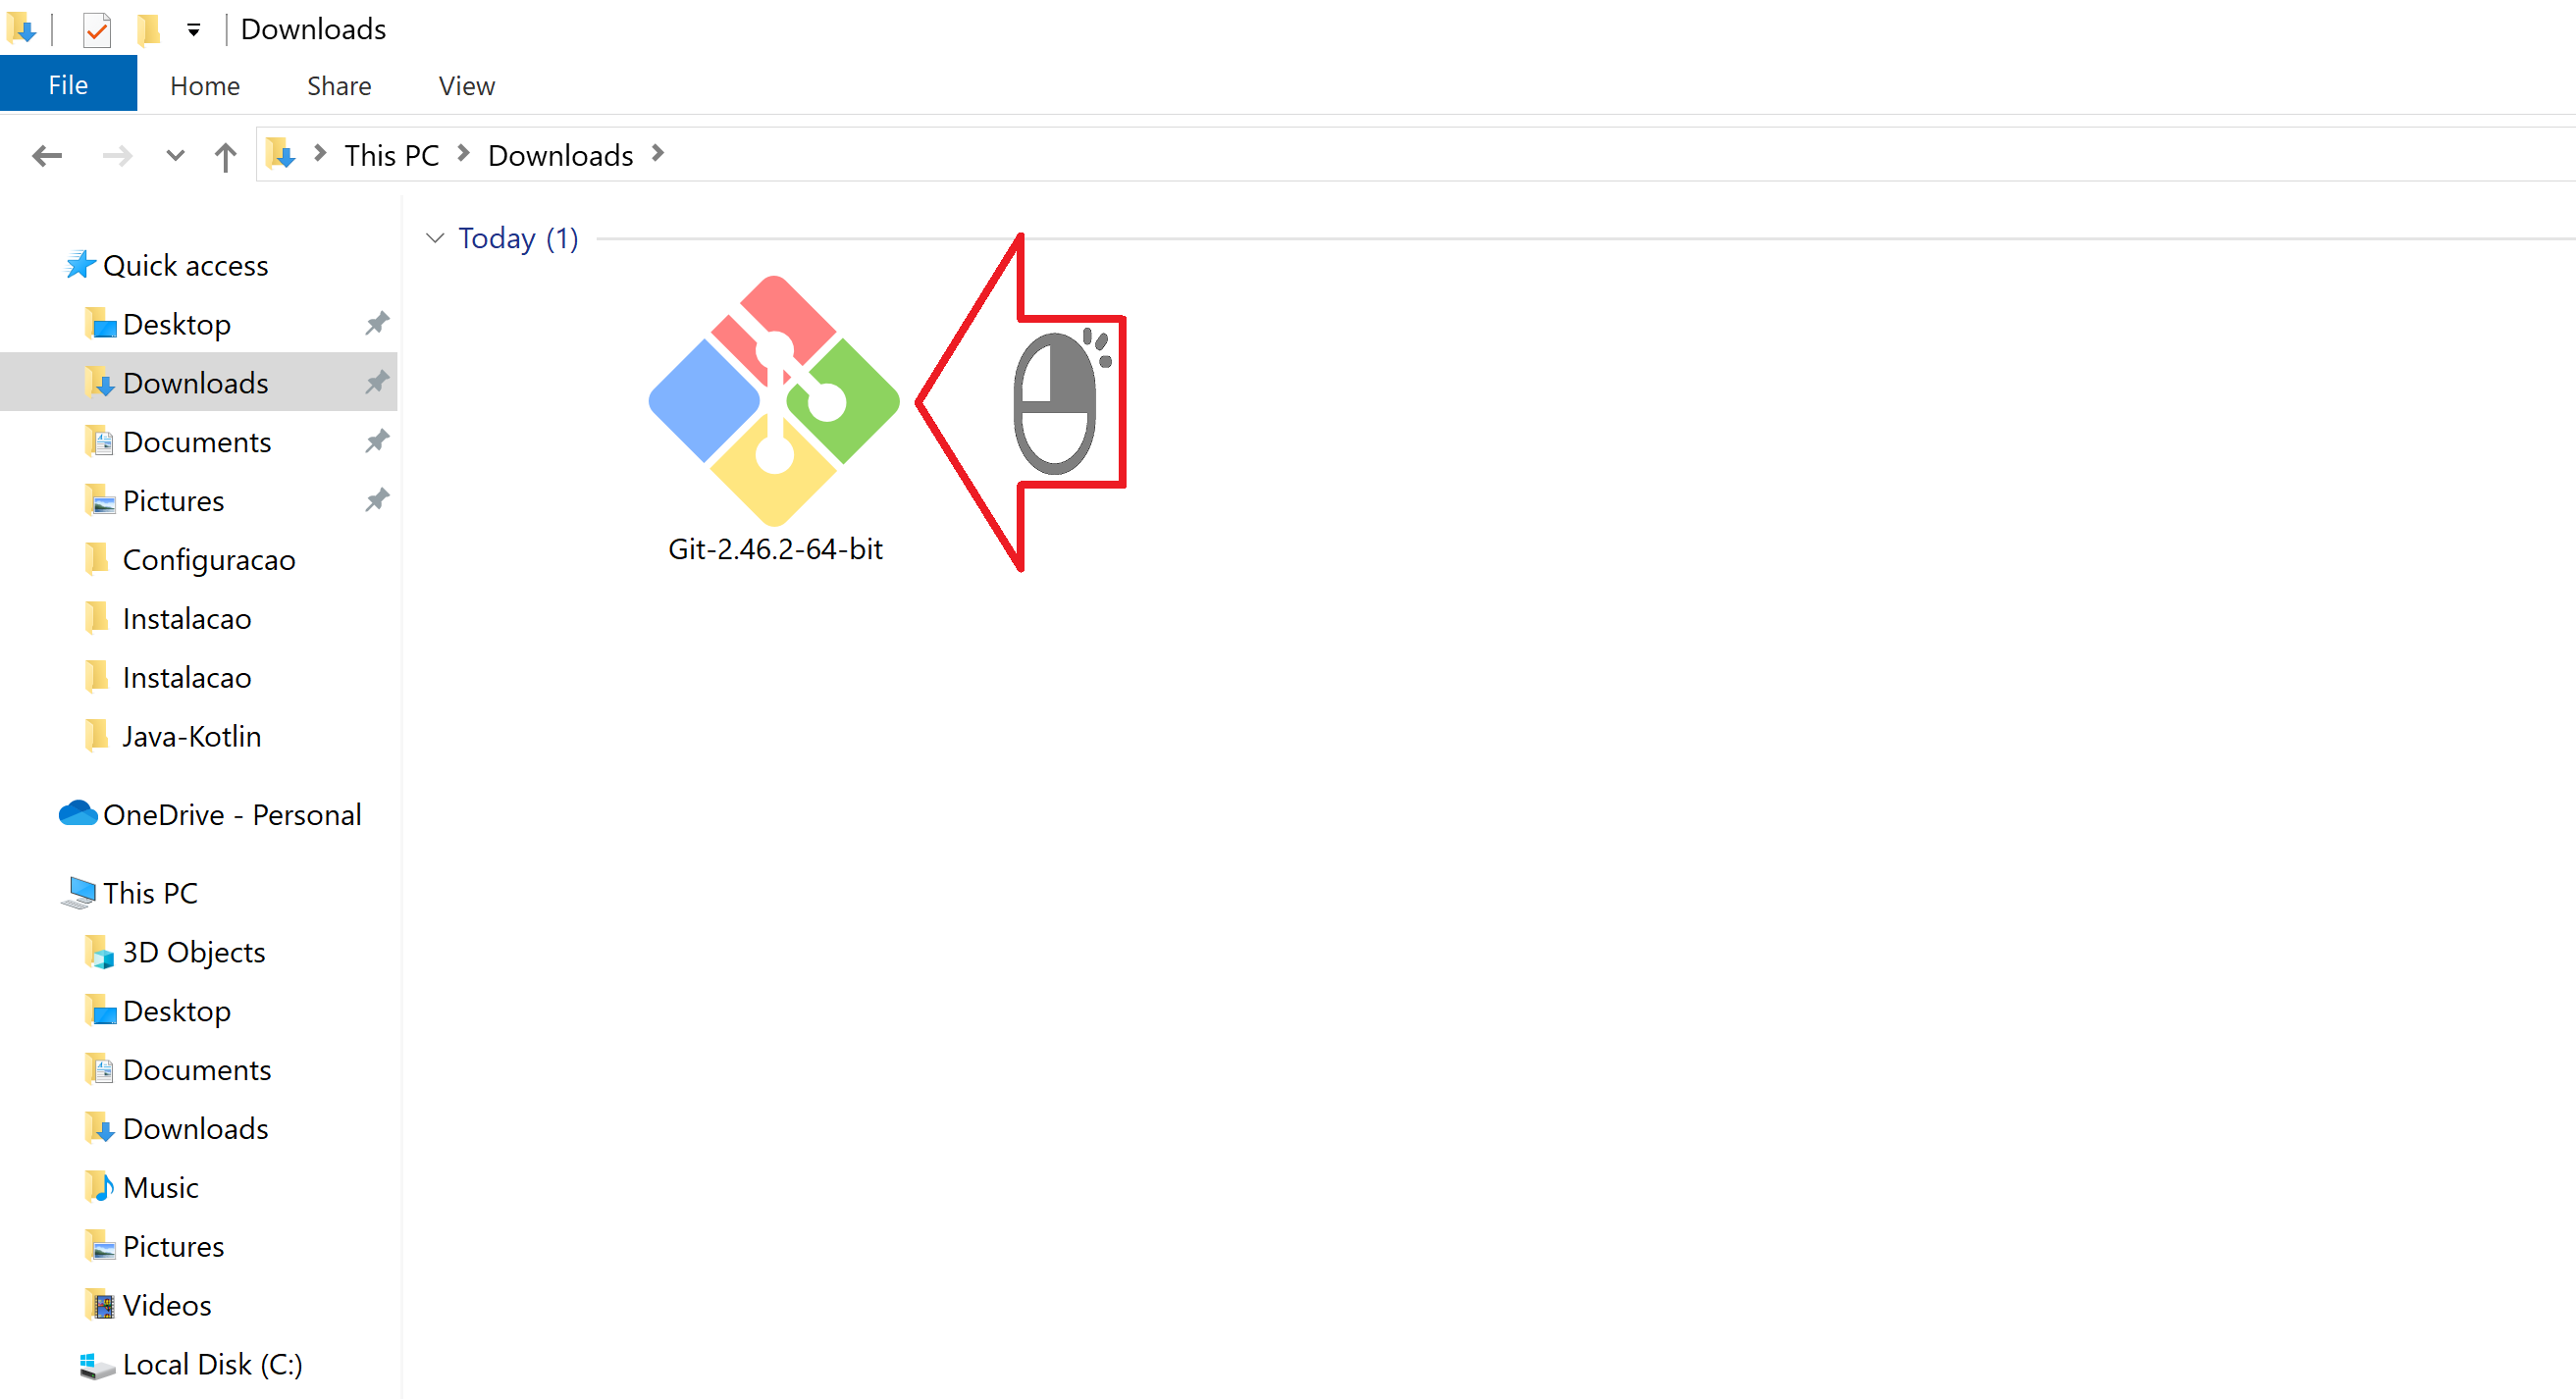 Downloads
File Home Share View
This PC Downloads
Today (1)
Quick access
Desktop
Downloads
Documents
Pictures
Configuracao
Instalacao
Instalacao
Java-Kotlin
OneDrive - Personal
This PC
3D Objects
Desktop
Documents
Downloads
Music
Pictures
Videos
Local Disk (C:)
Git-2.46.2-64-bit